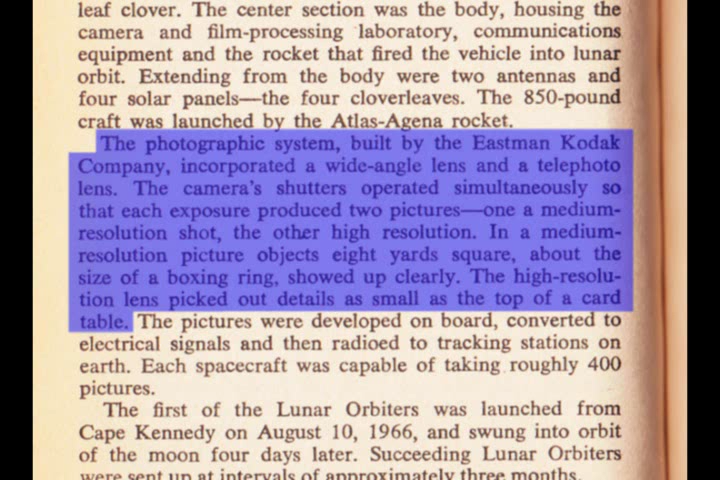 leaf clover. The center section was the body, housing the
camera and film-processing laboratory, communications
equipment and the rocket that fired the vehicle into lunar
orbit. Extending from the body were two antennas and
four solar panels—the four cloverleaves. The 850-pound
craft was launched by the Atlas-Agena rocket.
The photographic system, built by the Eastman Kodak
Company, incorporated a wide-angle lens and a telephoto
lens. The camera's shutters operated simultaneously so
that each exposure produced two pictures—one a medium-
resolution shot, the other high resolution. In a medium-
resolution picture objects eight yards square, about the
size of a boxing ring, showed up clearly. The high-resolu-
tion lens picked out details as small as the top of a card
table. The pictures were developed on board, converted to
electrical signals and then radioed to tracking stations on
earth. Each spacecraft was capable of taking roughly 400
pictures.
The first of the Lunar Orbiters was launched from
Cape Kennedy on August 10, 1966, and swung into orbit
of the moon four days later. Succeeding Lunar Orbiters
were sent up at intervals of approximately three months.